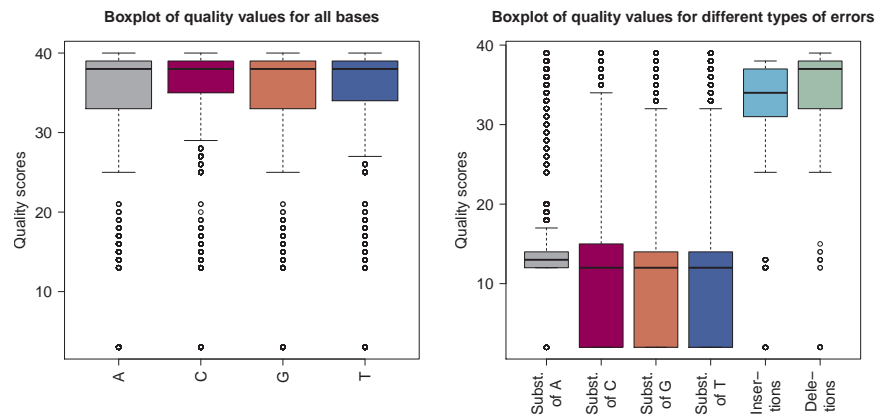 Boxplot of quality values for all bases
Quality scores
40
30
20
10
A
C
G
T
Boxplot of quality values for different types of errors
Quality scores
40
30
20
10
Subst.
of A
Subst.
of C
Subst.
of G
Subst.
of T
Inser–
tions
Dele–
tions